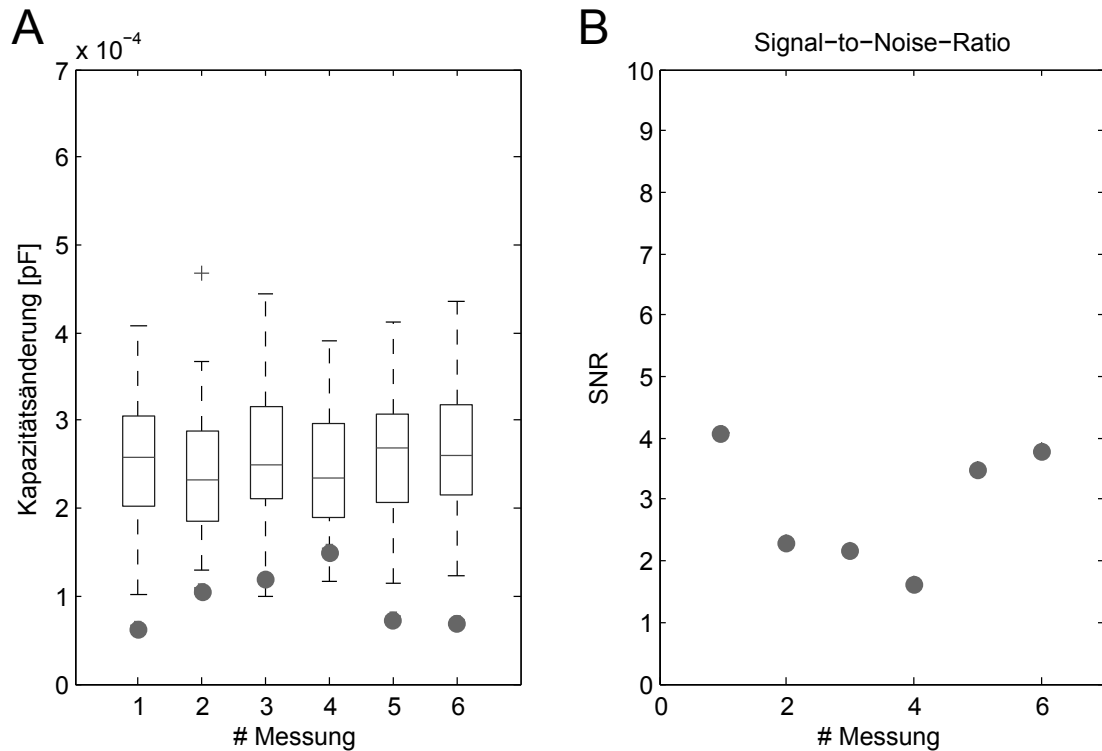 A
x 10⁻⁴
7
6
5
4
3
2
1
0
Kapazitätsänderung [pF]
1 2 3 4 5 6
# Messung
B
Signal−to−Noise−Ratio
10
9
8
7
6
5
4
3
2
1
0
SNR
0 2 4 6
# Messung